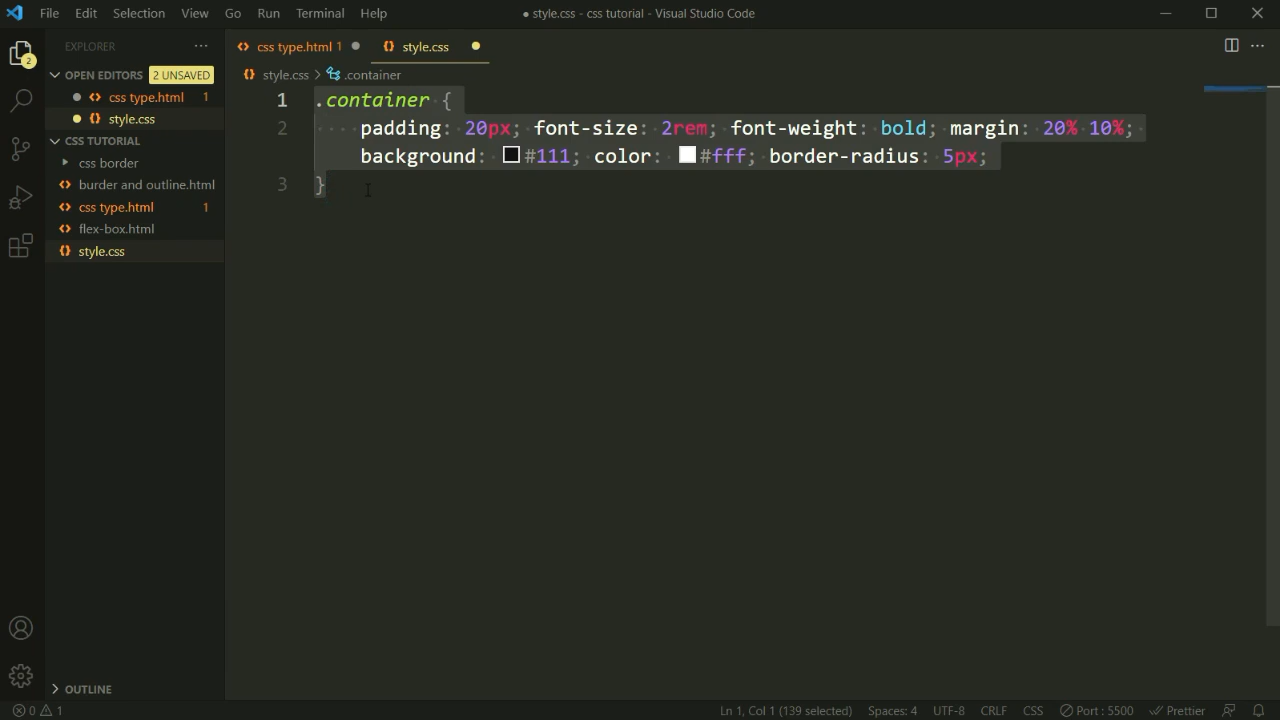 File Edit Selection View Go Run Terminal Help
● style.css - css tutorial - Visual Studio Code
EXPLORER ···
css type.html 1 ●
style.css ●
2
OPEN EDITORS 2 UNSAVED
css type.html 1
style.css
CSS TUTORIAL
css border
burder and outline.html
css type.html 1
flex-box.html
style.css
OUTLINE
style.css > .container
1 .container {
2 padding: 20px; font-size: 2rem; font-weight: bold; margin: 20% 10%;
background: #111; color: #fff; border-radius: 5px;
3 }
0 1
Ln 1, Col 1 (139 selected) Spaces: 4 UTF-8 CRLF CSS Port : 5500 Prettier